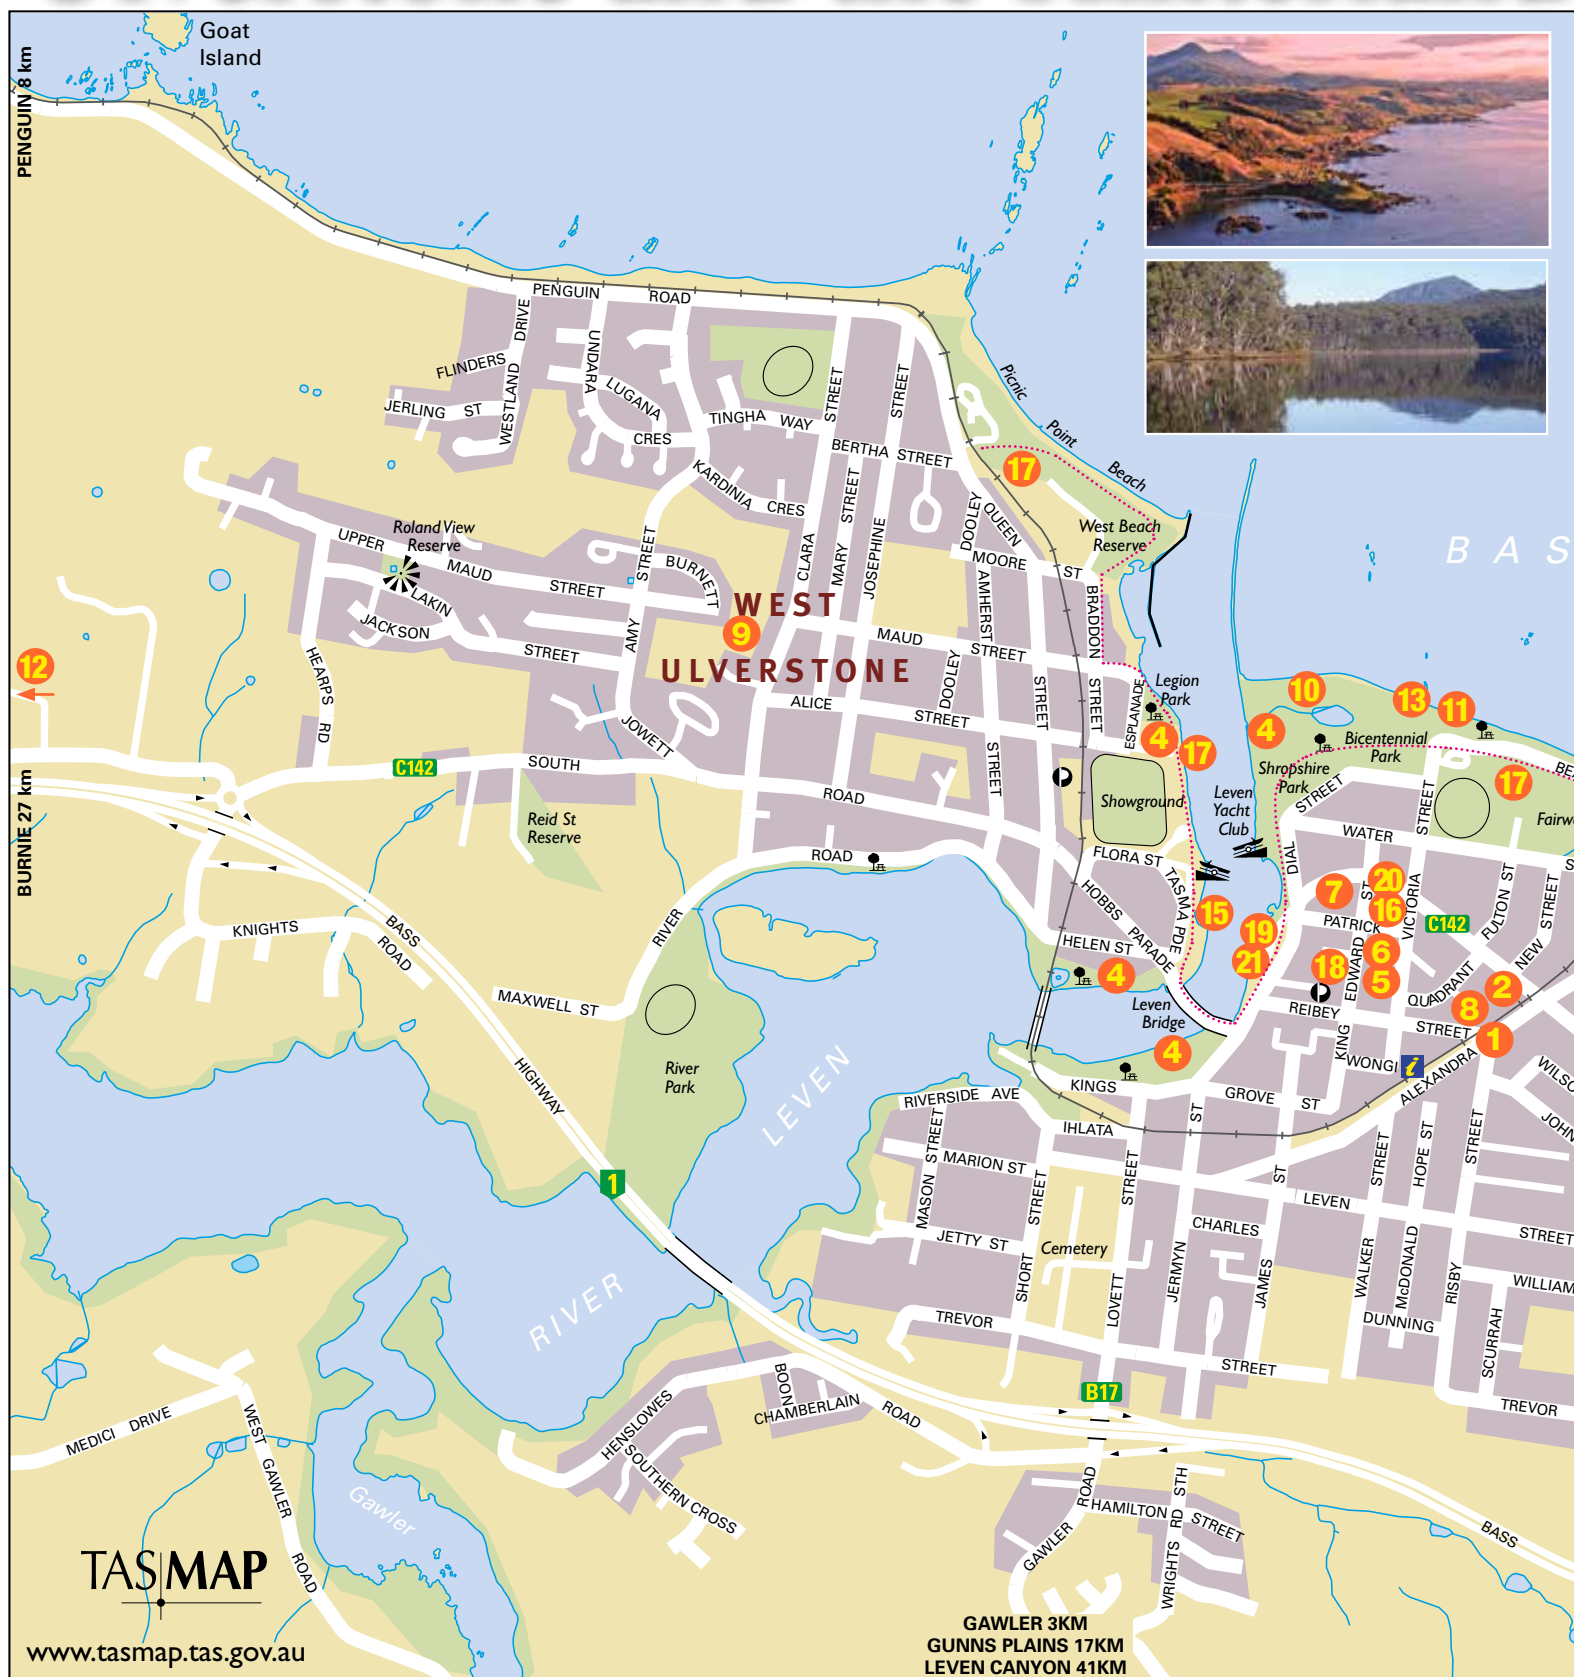 Goat
Island
PENGUIN 8 km
PENGUIN ROAD
FLINDERS
WESTLAND DRIVE
JERLING ST
UNDARA
LUGANA
CRES
TINGHA WAY
BERTHA STREET
KARDINIA CRES
CLARA STREET
MARY STREET
JOSEPHINE STREET
Picnic Point Beach
17
West Beach
Reserve
DOOLEY
QUEEN
MOORE ST
BRADDON STREET
AMHERST STREET
BAS
Roland View
Reserve
UPPER MAUD STREET
LAKIN STREET
JACKSON
BURNETT
AMY STREET
HEARPS RD
WEST
9
ULVERSTONE
MAUD STREET
DOOLEY
STREET
ALICE STREET
ESPLANADE
Legion
Park
4
17
12
JOWETT
C142
SOUTH ROAD
BURNIE 27 km
Reid St
Reserve
Showground
Leven
Yacht
Club
Shropshire
Park
4
10
13
11
Bicentennial
Park
17
BE
Fairw
DIAL STREET
WATER S
VICTORIA STREET
FULTON ST
NEW STREET
FLORA ST
TASMA PDE
HOBBS PARADE
HELEN ST
4
15
19
21
7
20
16
PATRICK
EDWARD ST
C142
18
6
5
QUADRANT
2
8
1
REIBEY STREET
KING
WONGI
i
ALEXANDRA
WILSO
JOHN
Leven
Bridge
4
KINGS
GROVE ST
RIVER ROAD
KNIGHTS ROAD
BASS
HIGHWAY
MAXWELL ST
River
Park
LEVEN
RIVER
1
RIVERSIDE AVE
IHLATA
MASON STREET
MARION ST
SHORT STREET
JETTY ST
Cemetery
LOVETT STREET
JERMYN ST
CHARLES
JAMES ST
LEVEN STREET
WALKER STREET
McDONALD
HOPE ST
RISBY STREET
DUNNING
WILLIAM
SCURRAH
TREVOR STREET
TREVOR
B17
MEDICI DRIVE
WEST GAWLER ROAD
Gawler
HENSLOWES ROAD
BOON
CHAMBERLAIN
SOUTHERN CROSS
GAWLER ROAD
HAMILTON STREET
WRIGHTS RD STH
BASS
TASMAP
www.tasmap.tas.gov.au
GAWLER 3KM
GUNNS PLAINS 17KM
LEVEN CANYON 41KM